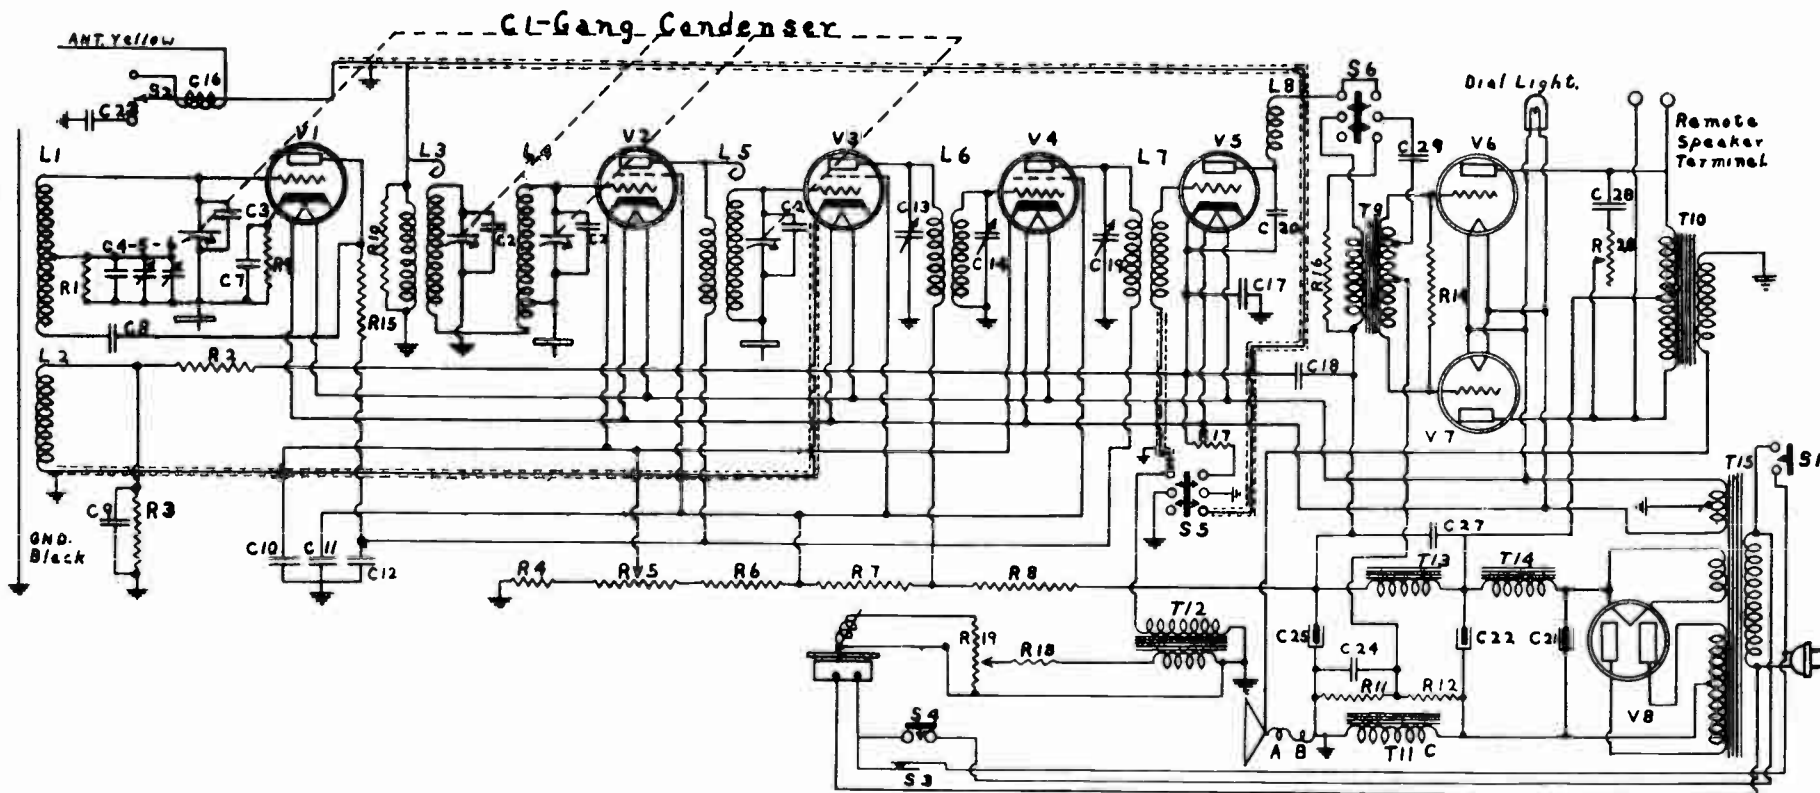 C1-Gang Condenser
ANT. Yellow
C16
S2
C23
V1
V2
V3
V4
V5
L8
S6
Dial Light.
V6
Remote
Speaker
Terminal
L1
L3
L5
L6
L7
C29
C3
C2
C2
C2
C13
C14
C19
C20
C28
T9
T10
R1
C4-5-6
C7
R10
R16
C17
C8
R15
L2
R2
C18
V7
R17
T15
S1
C9
R3
S5
GND.
Black
C10
C11
C12
C27
R4
R5
R6
R7
R8
T13
T14
T12
R19
R18
C25
C24
C22
C21
R11
R12
V8
S4
A
B
T11
C
S3